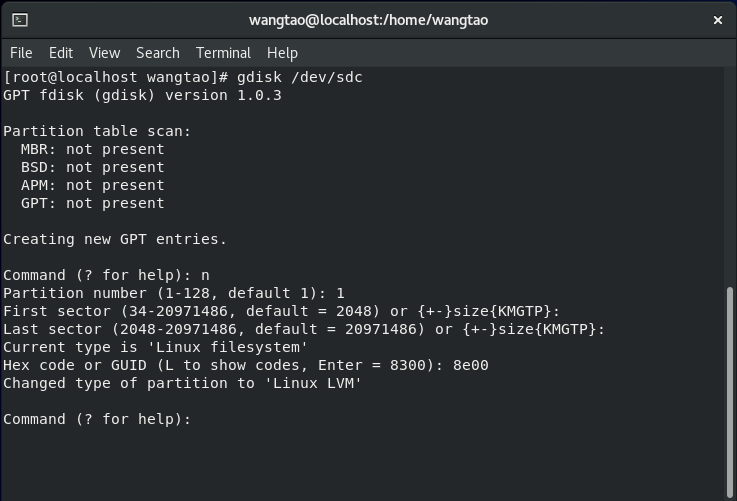 wangtao@localhost:/home/wangtao
File Edit View Search Terminal Help
[root@localhost wangtao]# gdisk /dev/sdc
GPT fdisk (gdisk) version 1.0.3
Partition table scan:
  MBR: not present
  BSD: not present
  APM: not present
  GPT: not present
Creating new GPT entries.
Command (? for help): n
Partition number (1-128, default 1): 1
First sector (34-20971486, default = 2048) or {+-}size{KMGTP}:
Last sector (2048-20971486, default = 20971486) or {+-}size{KMGTP}:
Current type is 'Linux filesystem'
Hex code or GUID (L to show codes, Enter = 8300): 8e00
Changed type of partition to 'Linux LVM'
Command (? for help):